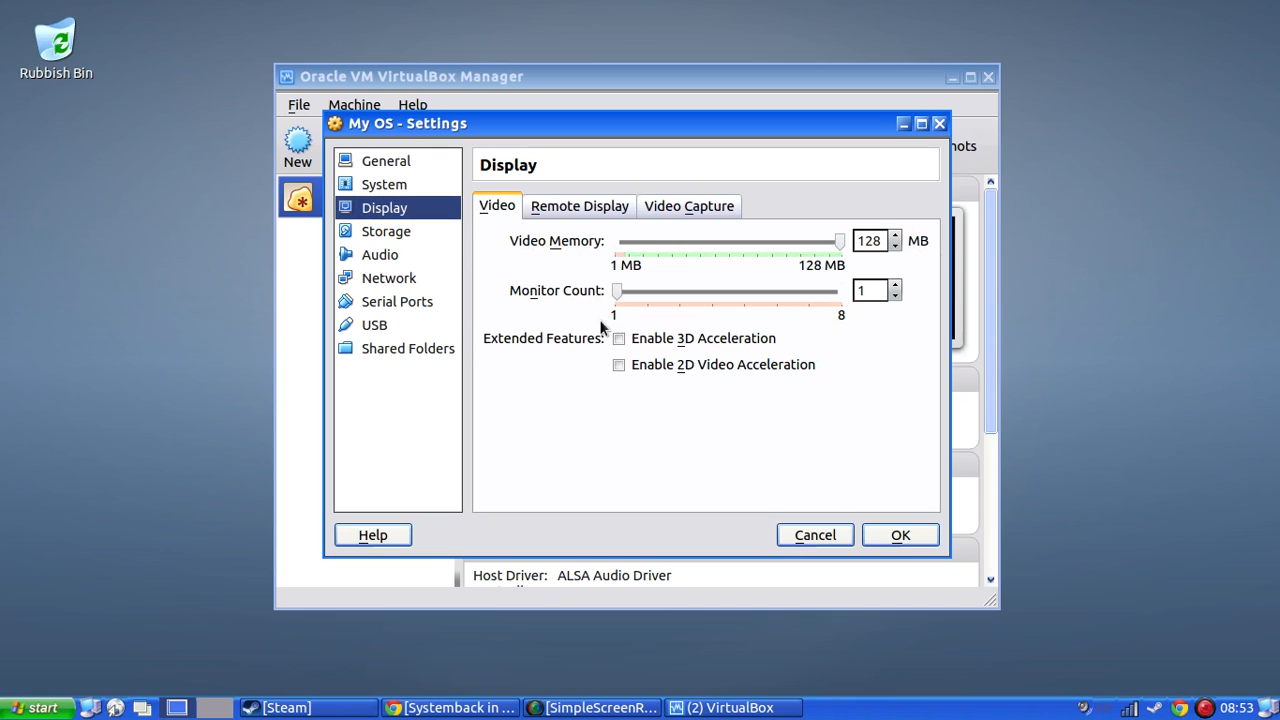 Rubbish Bin
Oracle VM VirtualBox Manager
File Machine Help
My OS - Settings
New
nots
General
System
Display
Storage
Audio
Network
Serial Ports
USB
Shared Folders
Display
Video
Remote Display
Video Capture
Video Memory:
128 MB
1 MB 128 MB
Monitor Count:
1
1 8
Extended Features:
Enable 3D Acceleration
Enable 2D Video Acceleration
Help
Cancel
OK
Host Driver: ALSA Audio Driver
start
[Steam]
[Systemback in ...
[SimpleScreenR...
(2) VirtualBox
08:53